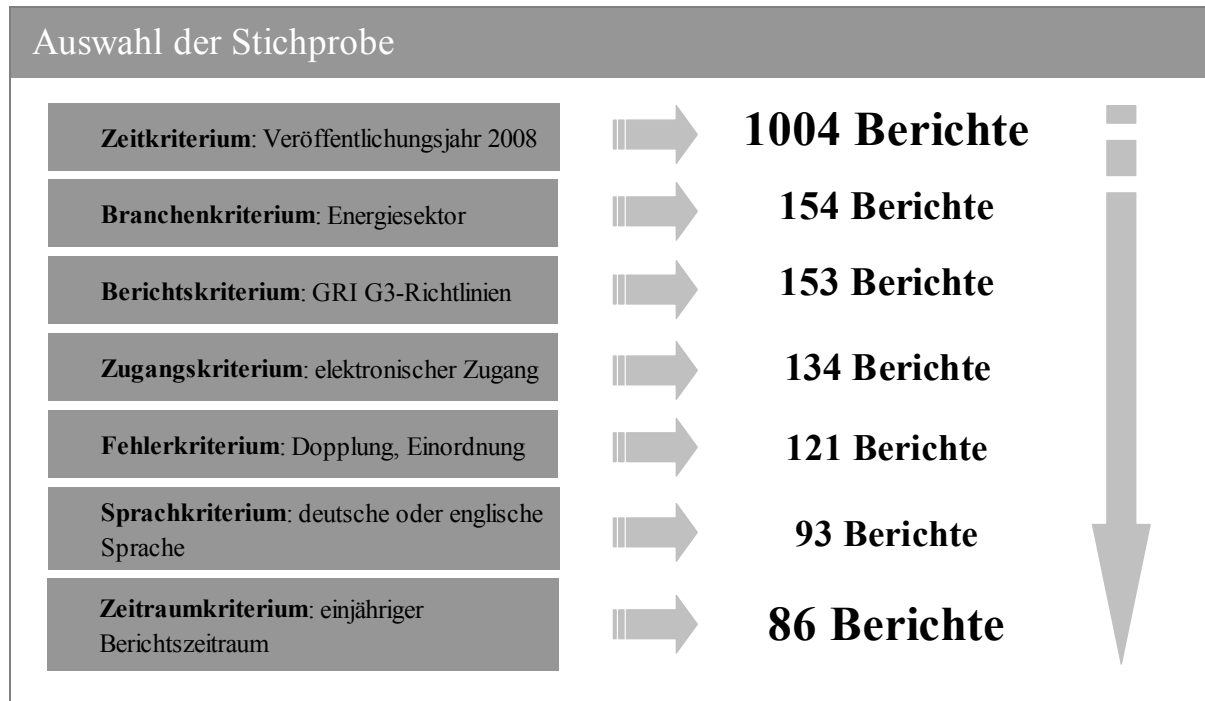 Auswahl der Stichprobe
Zeitkriterium: Veröffentlichungsjahr 2008
1004 Berichte
Branchenkriterium: Energiesektor
154 Berichte
Berichtskriterium: GRI G3-Richtlinien
153 Berichte
Zugangskriterium: elektronischer Zugang
134 Berichte
Fehlerkriterium: Dopplung, Einordnung
121 Berichte
Sprachkriterium: deutsche oder englische
Sprache
93 Berichte
Zeitraumkriterium: einjähriger
Berichtszeitraum
86 Berichte